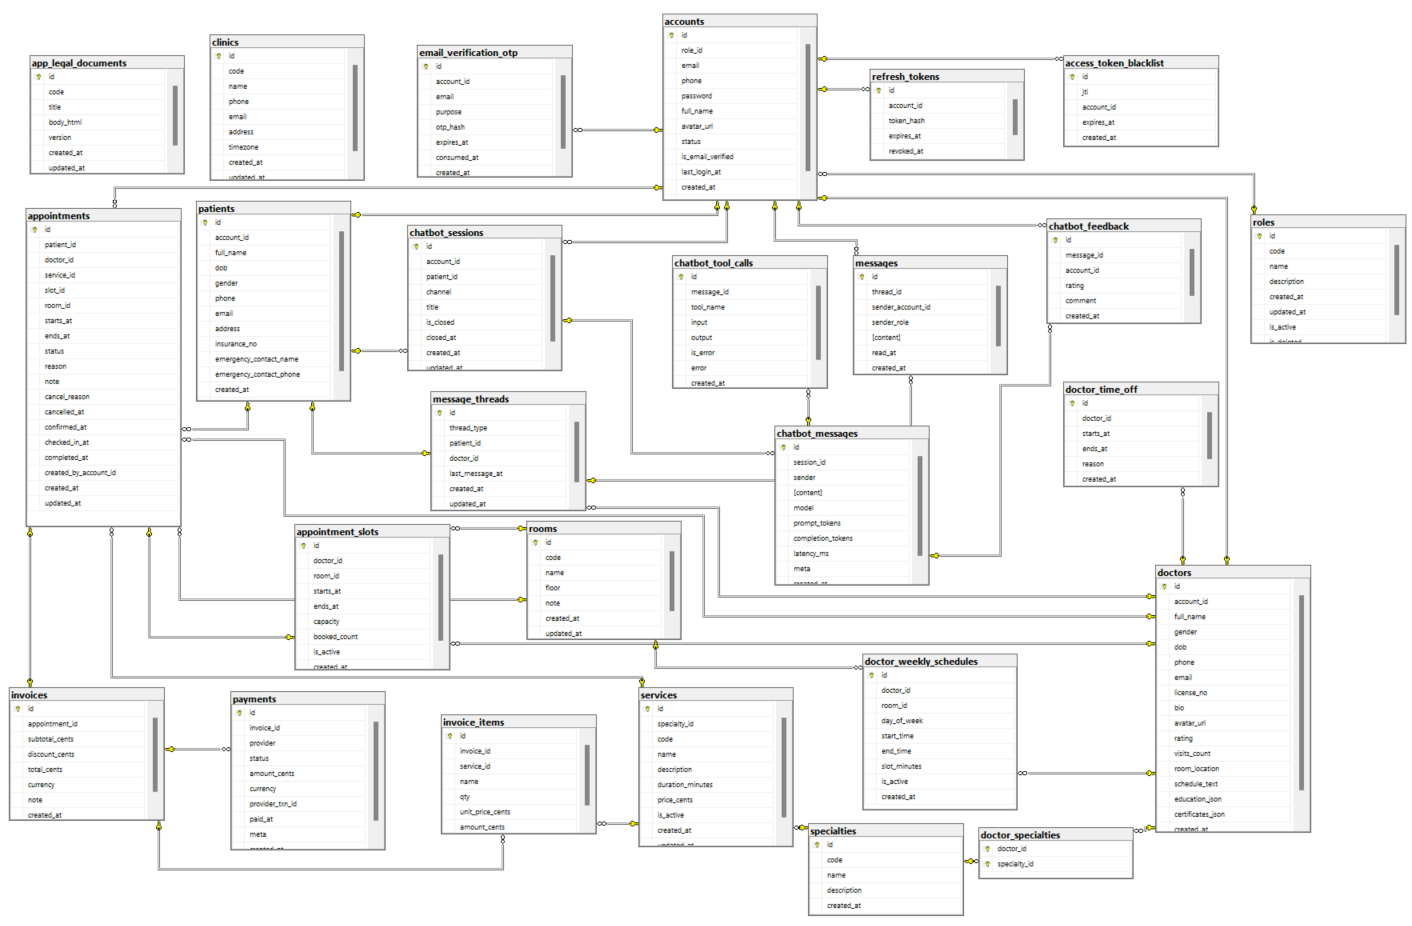 app_legal_documents
id
code
title
body_html
version
created_at
updated_at
clinics
id
code
name
phone
email
address
timezone
created_at
updated_at
email_verification_otp
id
account_id
email
purpose
otp_hash
expires_at
consumed_at
created_at
accounts
id
role_id
email
phone
password
full_name
avatar_url
status
is_email_verified
last_login_at
created_at
refresh_tokens
id
account_id
token_hash
expires_at
revoked_at
access_token_blacklist
id
jti
account_id
expires_at
created_at
appointments
id
patient_id
doctor_id
service_id
slot_id
room_id
starts_at
ends_at
status
reason
note
cancel_reason
cancelled_at
confirmed_at
checked_in_at
completed_at
created_by_account_id
created_at
updated_at
patients
id
account_id
full_name
dob
gender
phone
email
address
insurance_no
emergency_contact_name
emergency_contact_phone
created_at
chatbot_sessions
id
account_id
patient_id
channel
title
is_closed
closed_at
created_at
updated_at
chatbot_tool_calls
id
message_id
tool_name
input
output
is_error
error
created_at
messages
id
thread_id
sender_account_id
sender_role
[content]
read_at
created_at
chatbot_feedback
id
message_id
account_id
rating
comment
created_at
roles
id
code
name
description
created_at
updated_at
is_active
is_deleted
message_threads
id
thread_type
patient_id
doctor_id
last_message_at
created_at
updated_at
chatbot_messages
id
session_id
sender
[content]
model
prompt_tokens
completion_tokens
latency_ms
meta
created_at
doctor_time_off
id
doctor_id
starts_at
ends_at
reason
created_at
appointment_slots
id
doctor_id
room_id
starts_at
ends_at
capacity
booked_count
is_active
created_at
rooms
id
code
name
floor
note
created_at
updated_at
doctors
id
account_id
full_name
gender
dob
phone
email
license_no
bio
avatar_url
rating
visits_count
room_location
schedule_text
education_json
certificates_json
created_at
invoices
id
appointment_id
subtotal_cents
discount_cents
total_cents
currency
note
created_at
payments
id
invoice_id
provider
status
amount_cents
currency
provider_txn_id
paid_at
meta
created_at
invoice_items
id
invoice_id
service_id
name
qty
unit_price_cents
amount_cents
services
id
specialty_id
code
name
description
duration_minutes
price_cents
is_active
created_at
updated_at
doctor_weekly_schedules
id
doctor_id
room_id
day_of_week
start_time
end_time
slot_minutes
is_active
created_at
specialties
id
code
name
description
created_at
doctor_specialties
doctor_id
specialty_id